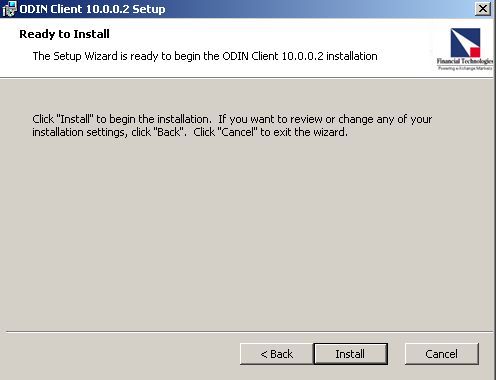 ODIN Client 10.0.0.2 Setup
Ready to Install
The Setup Wizard is ready to begin the ODIN Client 10.0.0.2 installation
Financial Technologies
Powering e-Xchange Markets
Click "Install" to begin the installation. If you want to review or change any of your
installation settings, click "Back". Click "Cancel" to exit the wizard.
< Back
Install
Cancel